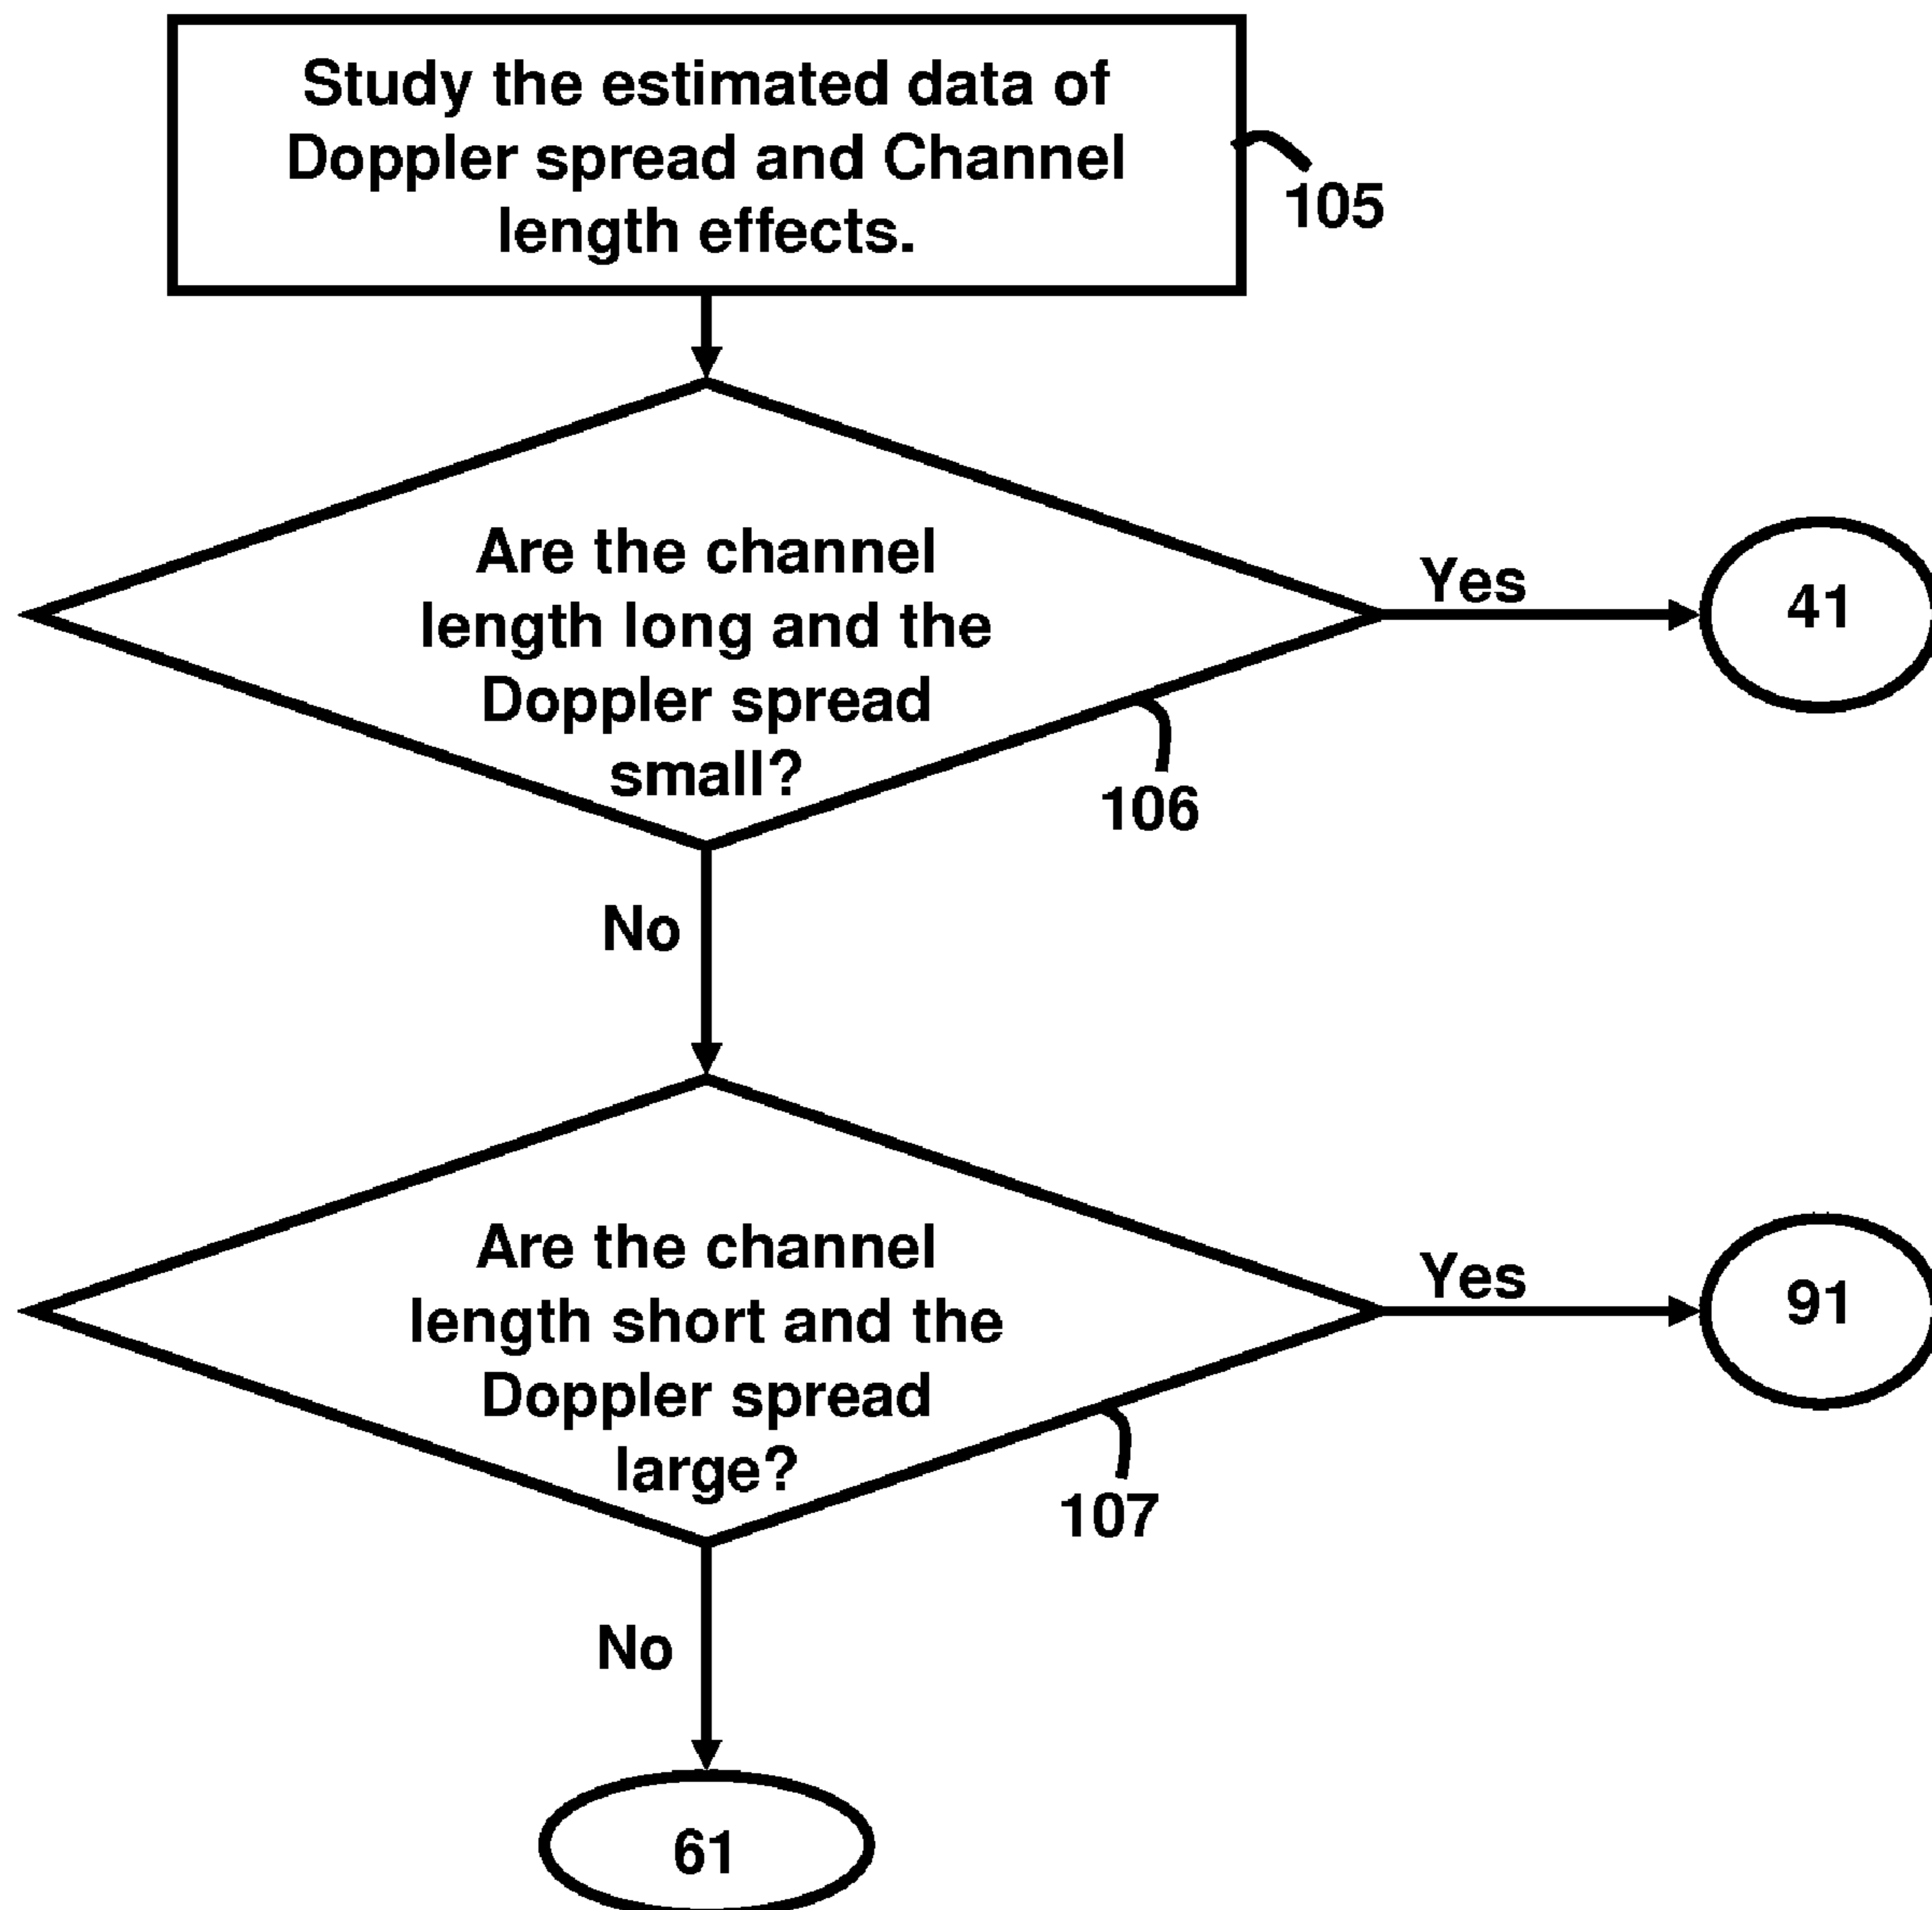 Study the estimated data of
Doppler spread and Channel
length effects.
105
Are the channel
length long and the
Doppler spread
small?
Yes
41
106
No
Are the channel
length short and the
Doppler spread
large?
Yes
91
107
No
61